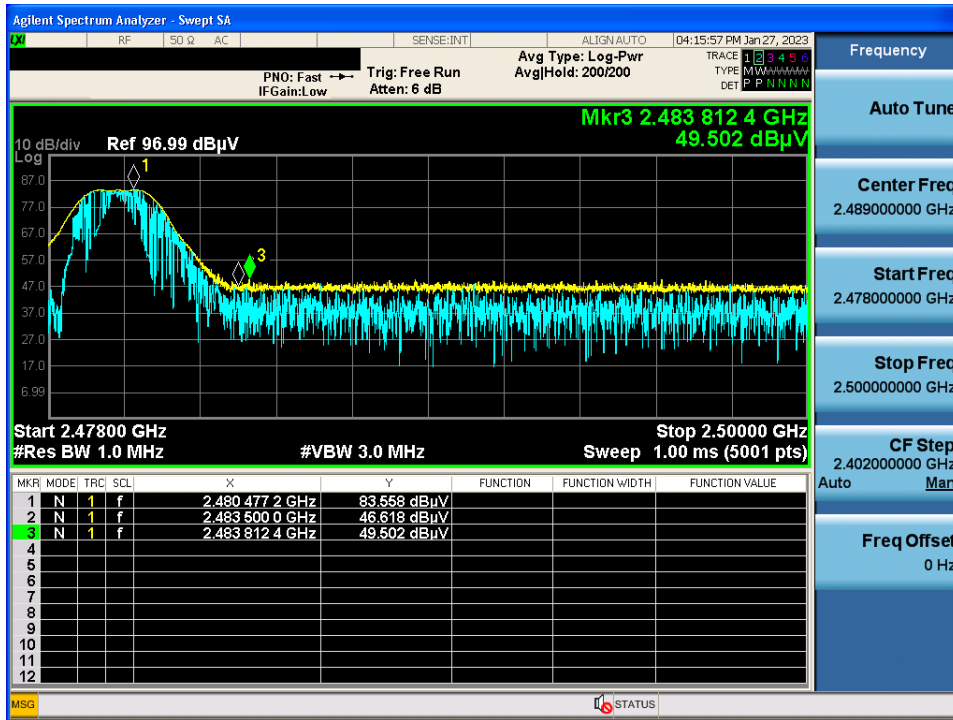 Agilent Spectrum Analyzer - Swept SA
LXI RF 50 Ω AC SENSE:INT ALIGN AUTO 04:15:57 PM Jan 27, 2023
PNO: Fast Trig: Free Run Avg Type: Log-Pwr TRACE 1 2 3 4 5 6
IFGain:Low Atten: 6 dB Avg|Hold: 200/200 TYPE MWWWWW
DET P P N N N N
Mkr3 2.483 812 4 GHz
49.502 dBµV
10 dB/div Ref 96.99 dBµV
Log
1
87.0
77.0
67.0
57.0
3
47.0
37.0
27.0
17.0
6.99
Start 2.47800 GHz Stop 2.50000 GHz
#Res BW 1.0 MHz #VBW 3.0 MHz Sweep 1.00 ms (5001 pts)
MKR MODE TRC SCL X Y FUNCTION FUNCTION WIDTH FUNCTION VALUE
1 N 1 f 2.480 477 2 GHz 83.558 dBµV
2 N 1 f 2.483 500 0 GHz 46.618 dBµV
3 N 1 f 2.483 812 4 GHz 49.502 dBµV
4
5
6
7
8
9
10
11
12
MSG STATUS
Frequency
Auto Tune
Center Freq
2.489000000 GHz
Start Freq
2.478000000 GHz
Stop Freq
2.500000000 GHz
CF Step
2.402000000 GHz
Auto Man
Freq Offset
0 Hz